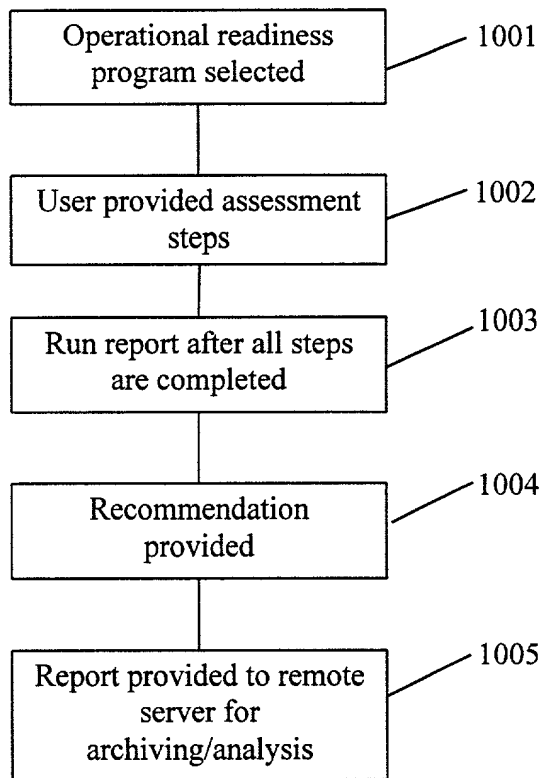 Operational readiness
program selected
1001
User provided assessment
steps
1002
Run report after all steps
are completed
1003
Recommendation
provided
1004
Report provided to remote
server for
archiving/analysis
1005